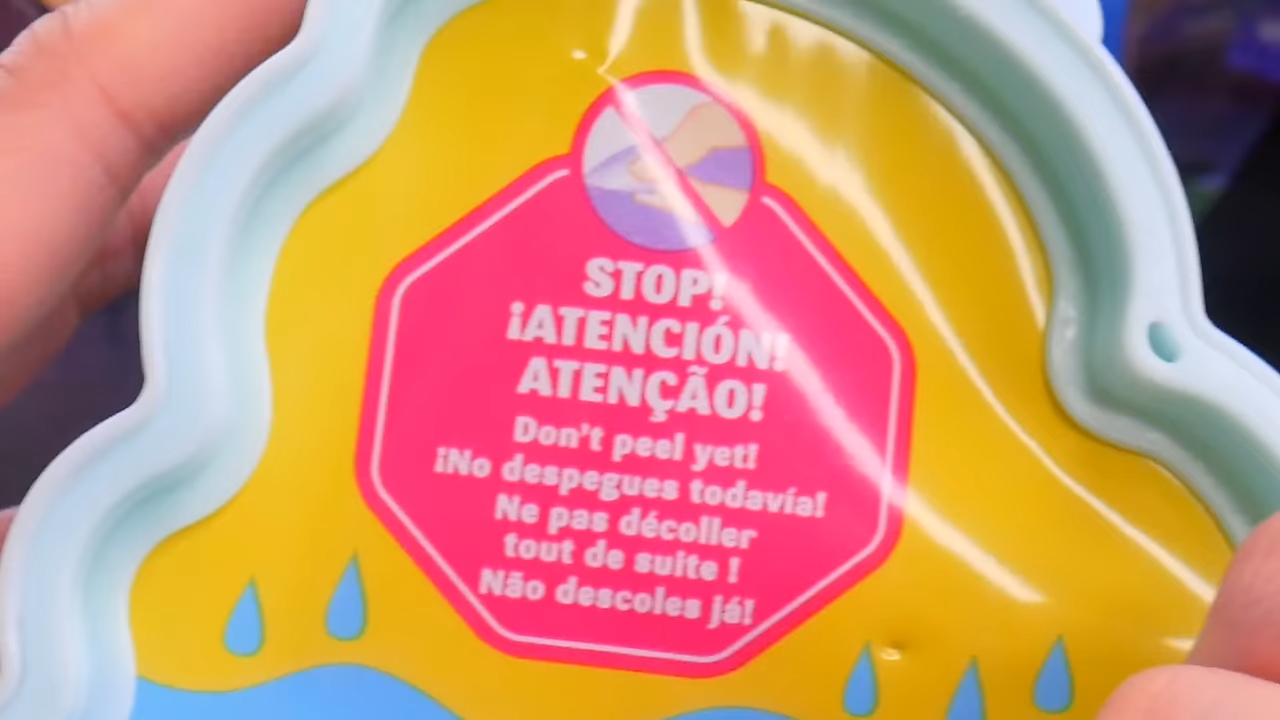 STOP!
¡ATENCIÓN!
ATENÇÃO!
Don't peel yet!
¡No despegues todavía!
Ne pas décoller
tout de suite !
Não descoles já!